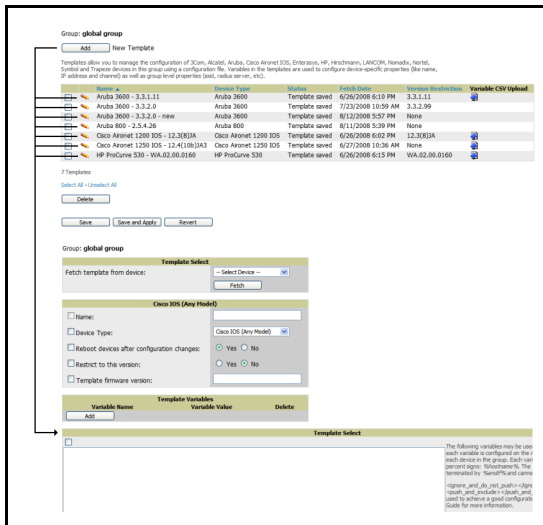 Group: global group
Add New Template
Templates allow you to manage the configuration of 3Com, Alcatel, Aruba, Cisco Aironet IOS, Enterasys, HP, Hirschmann, LANCOM, Nomadix, Nortel,
Symbol and Trapeze devices in this group using a configuration file. Variables in the templates are used to configure device-specific properties (like name,
IP address and channel) as well as group level properties (ssid, radius server, etc).
Name Device Type Status Fetch Date Version Restriction Variable CSV Upload
Aruba 3600 - 3.3.1.11 Aruba 3600 Template saved 6/26/2008 6:10 PM 3.3.1.11
Aruba 3600 - 3.3.2.0 Aruba 3600 Template saved 7/23/2008 10:59 AM 3.3.2.99
Aruba 3600 - 3.3.2.0 - new Aruba 3600 Template saved 8/12/2008 5:57 PM None
Aruba 800 - 2.5.4.26 Aruba 800 Template saved 8/11/2008 5:39 PM None
Cisco Aironet 1200 IOS - 12.3(8)JA Cisco Aironet 1200 IOS Template saved 6/26/2008 6:02 PM 12.3(8)JA
Cisco Aironet 1250 IOS - 12.4(10b)JA3 Cisco Aironet 1250 IOS Template saved 6/27/2008 10:36 AM None
HP ProCurve 530 - WA.02.00.0160 HP ProCurve 530 Template saved 6/26/2008 6:15 PM WA.02.00.0160
7 Templates
Select All - Unselect All
Delete
Save Save and Apply Revert
Group: global group
Template Select
Fetch template from device: -- Select Device --
Fetch
Cisco IOS (Any Model)
Name:
Device Type: Cisco IOS (Any Model)
Reboot devices after configuration changes: Yes No
Restrict to this version: Yes No
Template firmware version:
Template Variables
Variable Name Variable Value Delete
Add
Template Select
The following variables may be use
each variable is configured on the
each device in the group. Each var
percent signs: %hostname%. The
terminated by %endif% and canno
<ignore_and_do_not_push></igno
<push_and_exclude></push_and_
used to achieve a good configurati
Guide for more information.